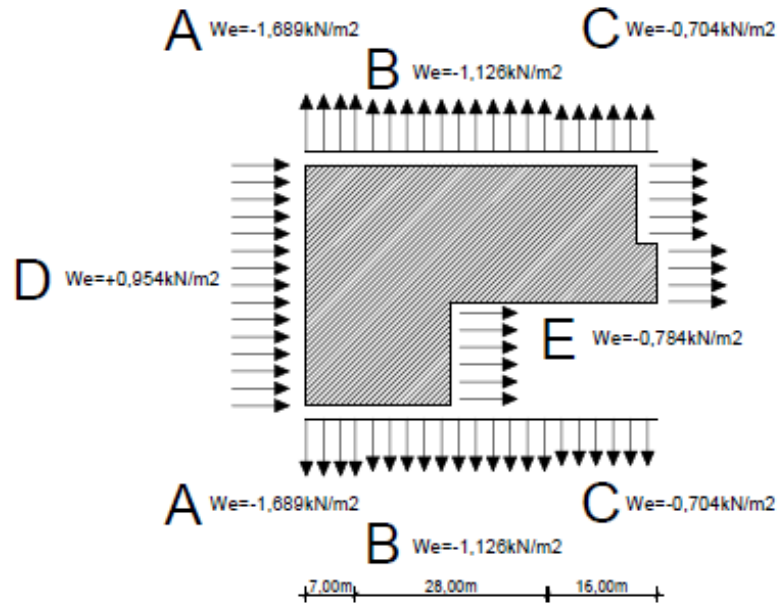 A We=-1,689kN/m2
C We=-0,704kN/m2
B We=-1,126kN/m2
D We=+0,954kN/m2
E We=-0,784kN/m2
A We=-1,689kN/m2
C We=-0,704kN/m2
B We=-1,126kN/m2
7,00m 28,00m 16,00m